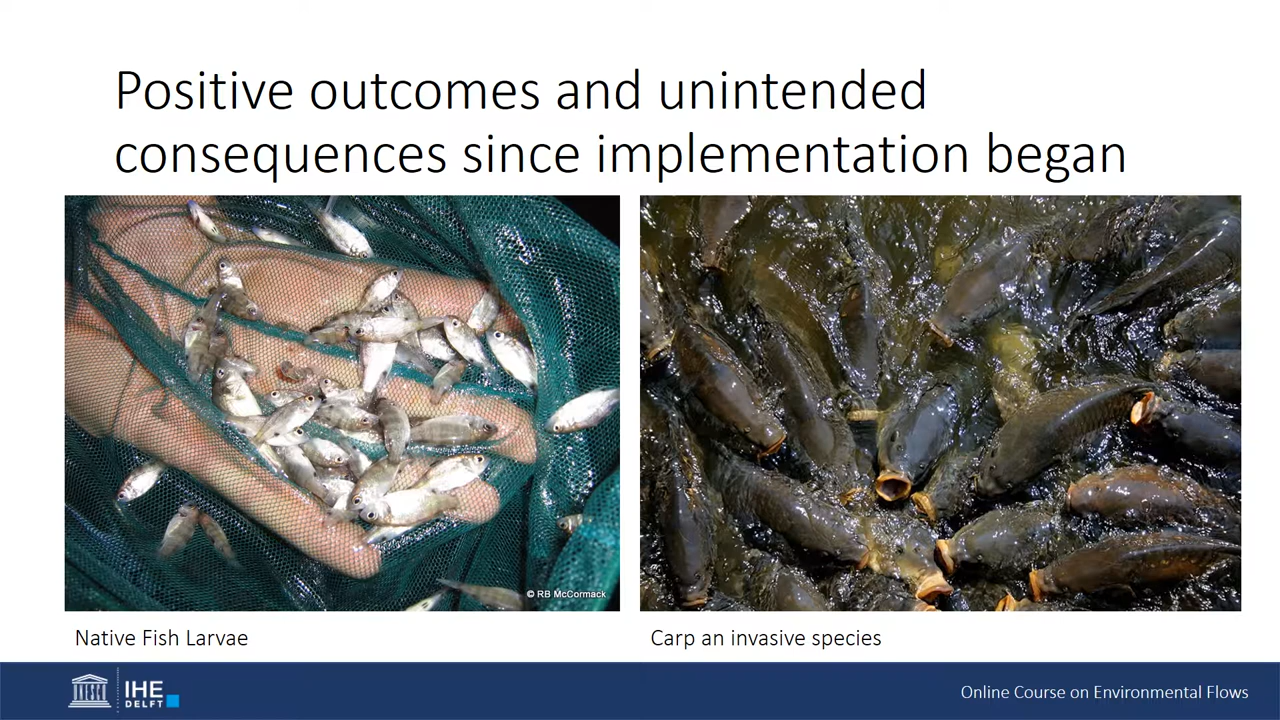 Positive outcomes and unintended
consequences since implementation began
© RB McCormack
Native Fish Larvae
Carp an invasive species
UNESCO
IHE
DELFT
Online Course on Environmental Flows